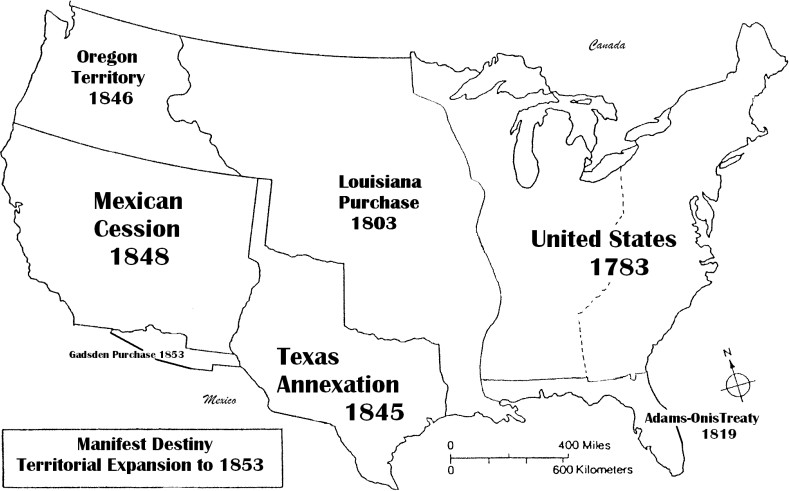 Canada
Oregon
Territory
1846
Mexican
Cession
1848
Louisiana
Purchase
1803
United States
1783
Gadsden Purchase 1853
Texas
Annexation
1845
Mexico
N
Adams-OnisTreaty
1819
Manifest Destiny
Territorial Expansion to 1853
0 400 Miles
0 600 Kilometers